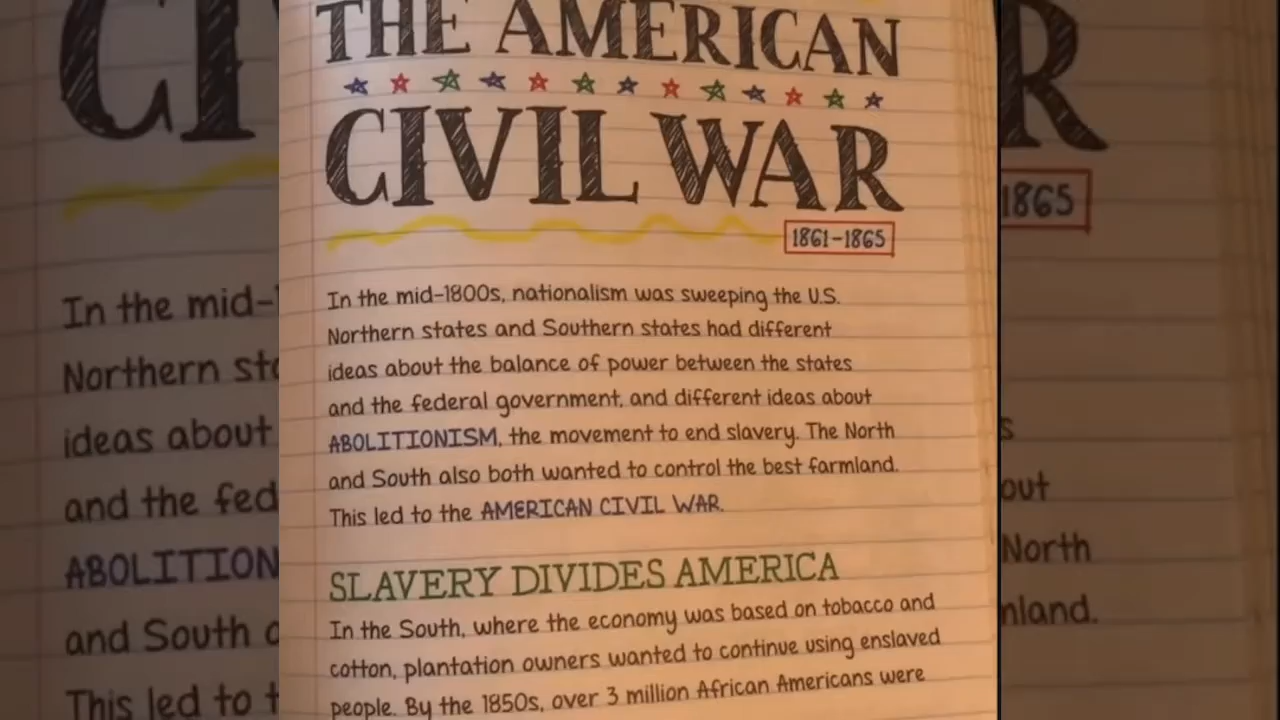 THE AMERICAN
CIVIL WAR
1861-1865
In the mid-1800s, nationalism was sweeping the U.S.
Northern states and Southern states had different
ideas about the balance of power between the states
and the federal government, and different ideas about
ABOLITIONISM, the movement to end slavery. The North
and South also both wanted to control the best farmland.
This led to the AMERICAN CIVIL WAR.
SLAVERY DIVIDES AMERICA
In the South, where the economy was based on tobacco and
cotton, plantation owners wanted to continue using enslaved
people. By the 1850s, over 3 million African Americans were